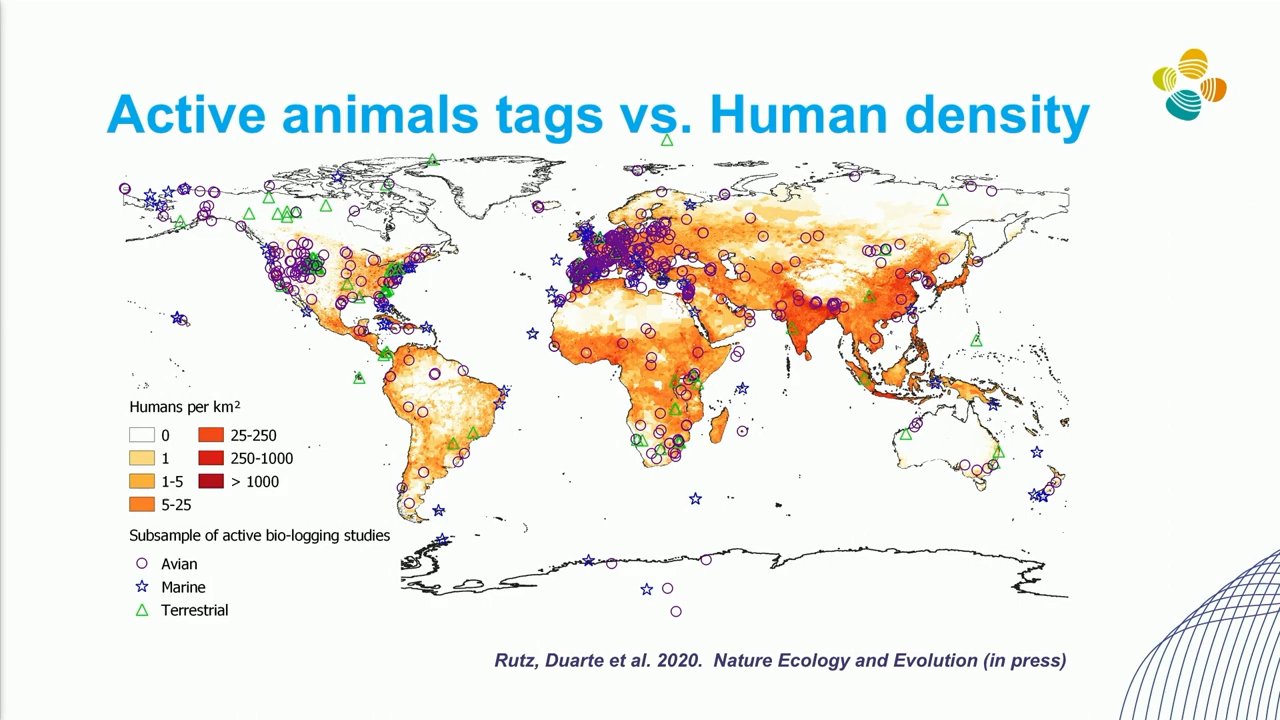 Active animals tags vs. Human density
Humans per km²
0
1
1-5
5-25
25-250
250-1000
> 1000
Subsample of active bio-logging studies
Avian
Marine
Terrestrial
Rutz, Duarte et al. 2020. Nature Ecology and Evolution (in press)